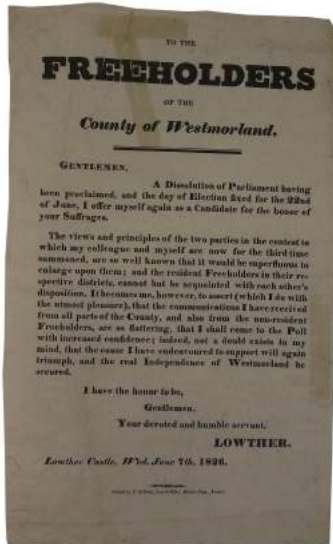 TO THE
FREEHOLDERS
OF THE
County of Westmorland.
GENTLEMEN,
A Dissolution of Parliament having
been proclaimed, and the day of Election fixed for the 22nd
of June, I offer myself again as a Candidate for the honor of
your Suffrages.
The views and principles of the two parties in the contest to
which my colleague and myself are now for the third time
summoned, are so well known that it would be superfluous to
enlarge upon them; and the resident Freeholders in their re-
spective districts, cannot but be acquainted with each other's
disposition. It becomes me, however, to assert (which I do with
the utmost pleasure), that the communications I have received
from all parts of the County, and also from the non-resident
Freeholders, are so flattering, that I shall come to the Poll
with increased confidence; indeed, not a doubt exists in my
mind, that the cause I have endeavoured to support will again
triumph, and the real Independence of Westmorland be
secured.
I have the honor to be,
Gentlemen,
Your devoted and humble servant,
LOWTHER.
Lowther Castle, Wed. June 7th, 1826.